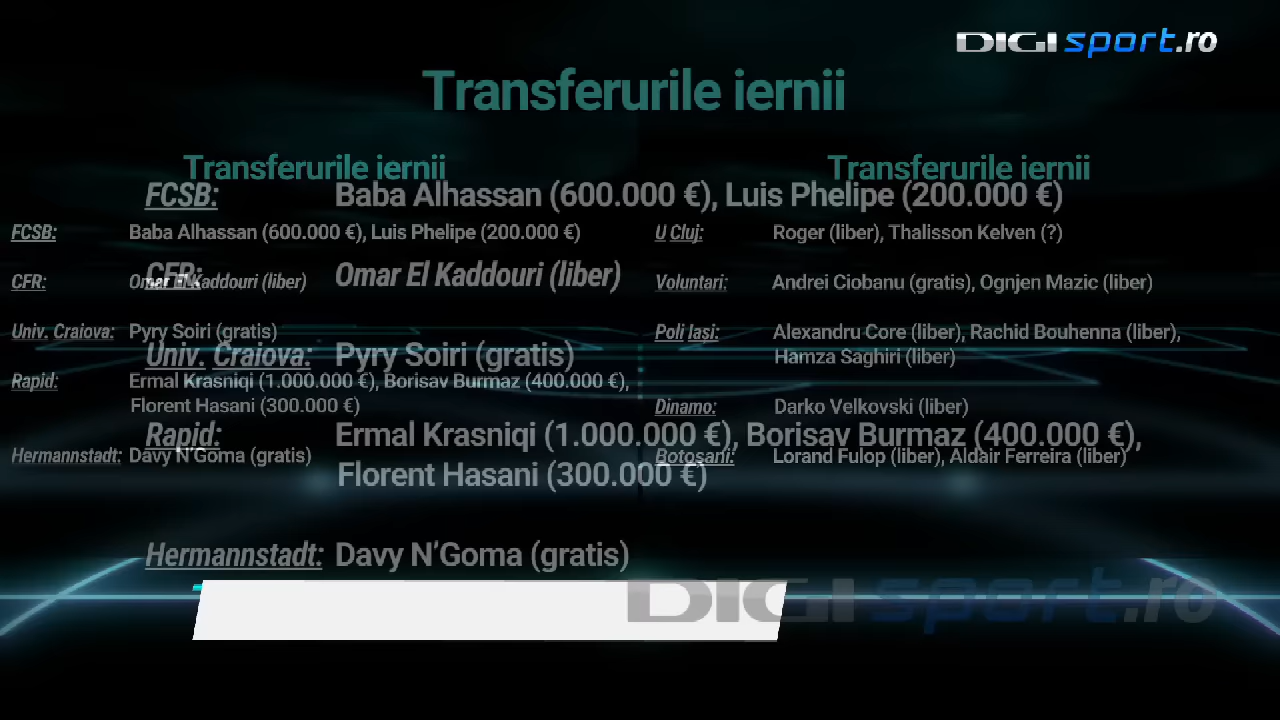 DIGI sport.ro
Transferurile iernii
FCSB: Baba Alhassan (600.000 €), Luis Phelipe (200.000 €)
CFR: Omar El Kaddouri (liber)
Univ. Craiova: Pyry Soiri (gratis)
Rapid: Ermal Krasniqi (1.000.000 €), Borisav Burmaz (400.000 €),
Florent Hasani (300.000 €)
Hermannstadt: Davy N'Goma (gratis)
Transferurile iernii
FCSB: Baba Alhassan (600.000 €), Luis Phelipe (200.000 €)
CFR: Omar El Kaddouri (liber)
Univ. Craiova: Pyry Soiri (gratis)
Rapid: Ermal Krasniqi (1.000.000 €), Borisav Burmaz (400.000 €),
Florent Hasani (300.000 €)
Hermannstadt: Davy N'Goma (gratis)
Transferurile iernii
U Cluj: Roger (liber), Thalisson Kelven (?)
Voluntari: Andrei Ciobanu (gratis), Ognjen Mazic (liber)
Poli Iași: Alexandru Core (liber), Rachid Bouhenna (liber),
Hamza Saghiri (liber)
Dinamo: Darko Velkovski (liber)
Botoșani: Lorand Fulop (liber), Aldair Ferreira (liber)
DIGI sport.ro